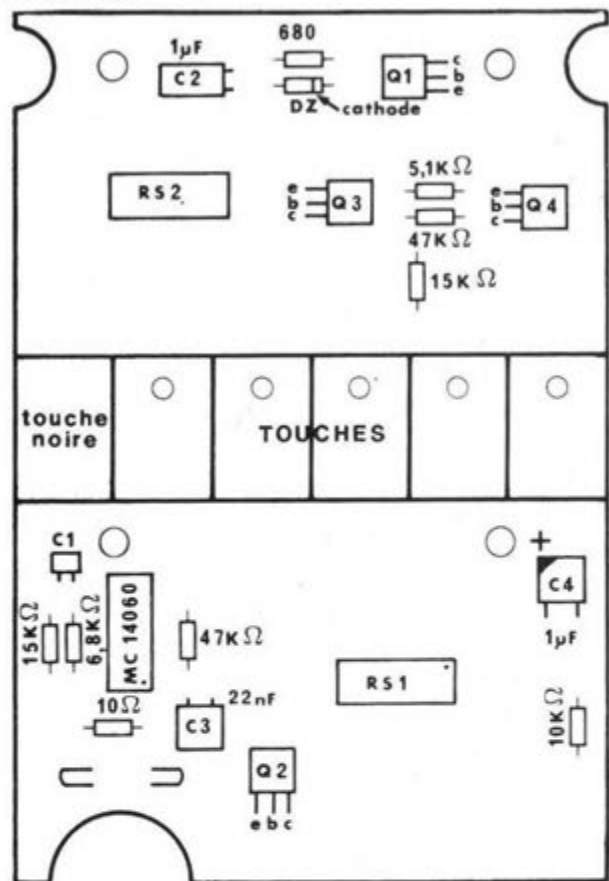 680
1µF
C2
DZ
cathode
Q1
c
b
e
RS2
e
b
c
Q3
5,1KΩ
47KΩ
15KΩ
e
b
c
Q4
touche
noire
TOUCHES
C1
15KΩ
6,8KΩ
MC 14060
47KΩ
10Ω
22nF
C3
Q2
e b c
RS1
+
C4
1µF
10KΩ